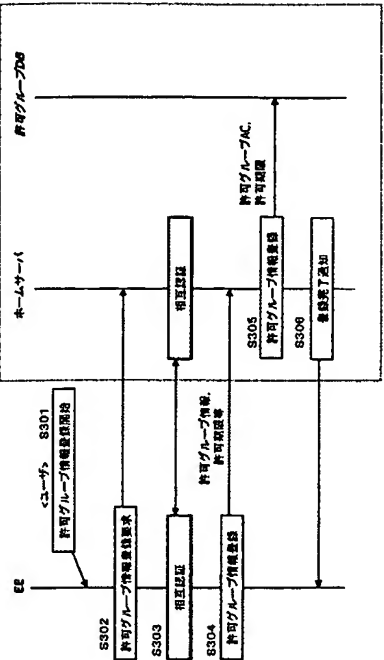 EE
ホームサーバ
許可グループDB
<ユーザ> S301
許可グループ情報登録開始
S302
許可グループ情報登録要求
S303
相互認証
相互認証
S304
許可グループ情報登録
許可グループ情報,
許可期限等
S305
許可グループ情報登録
許可グループAC,
許可期限
S306
登録完了通知